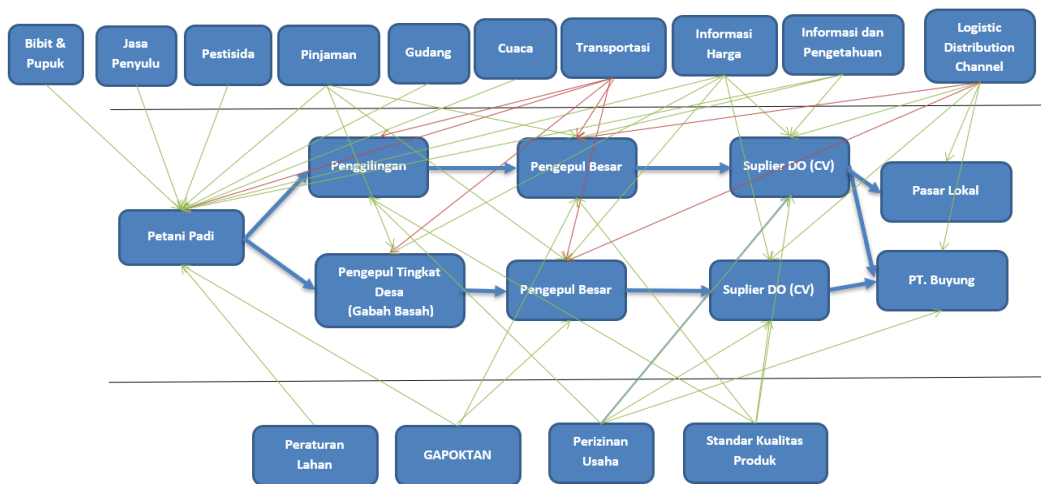 Bibit &
Pupuk
Jasa
Penyulu
Pestisida
Pinjaman
Gudang
Cuaca
Transportasi
Informasi
Harga
Informasi dan
Pengetahuan
Logistic
Distribution
Channel
Penggilingan
Pengepul Besar
Suplier DO (CV)
Pasar Lokal
Petani Padi
Pengepul Tingkat
Desa
(Gabah Basah)
Pengepul Besar
Suplier DO (CV)
PT. Buyung
Peraturan
Lahan
GAPOKTAN
Perizinan
Usaha
Standar Kualitas
Produk